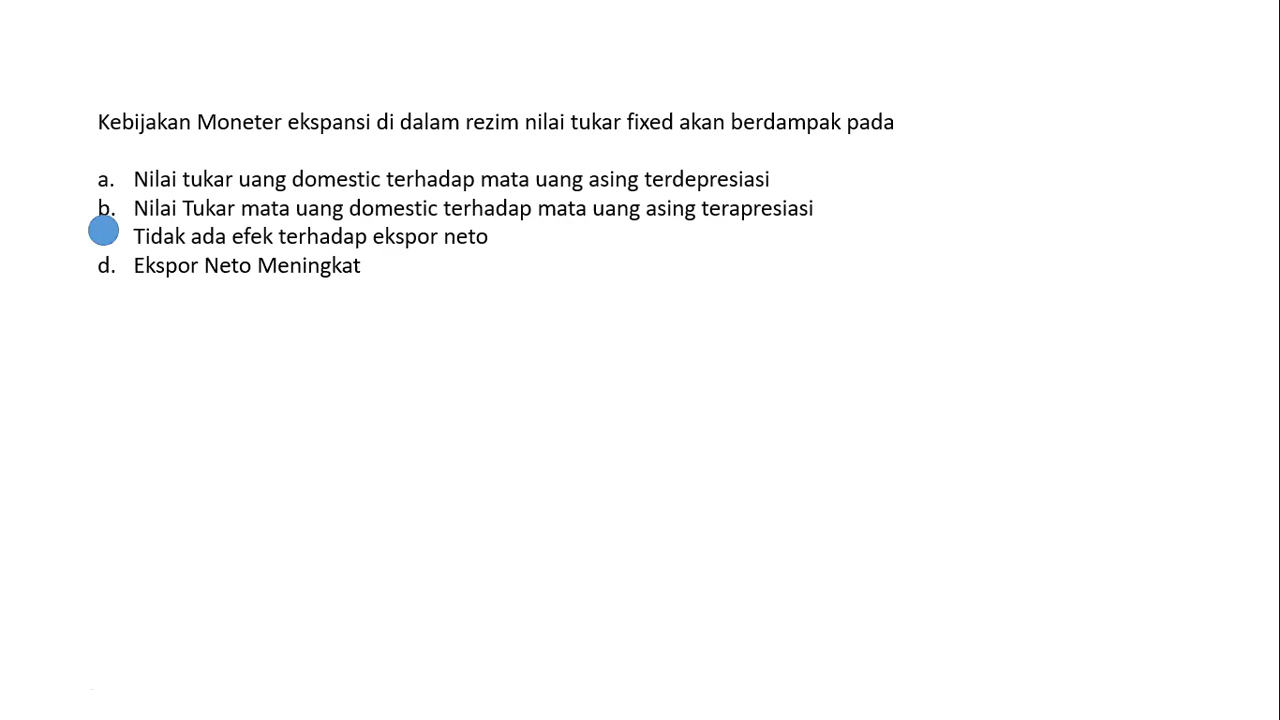 Kebijakan Moneter ekspansi di dalam rezim nilai tukar fixed akan berdampak pada
a. Nilai tukar uang domestic terhadap mata uang asing terdepresiasi
b. Nilai Tukar mata uang domestic terhadap mata uang asing terapresiasi
Tidak ada efek terhadap ekspor neto
d. Ekspor Neto Meningkat